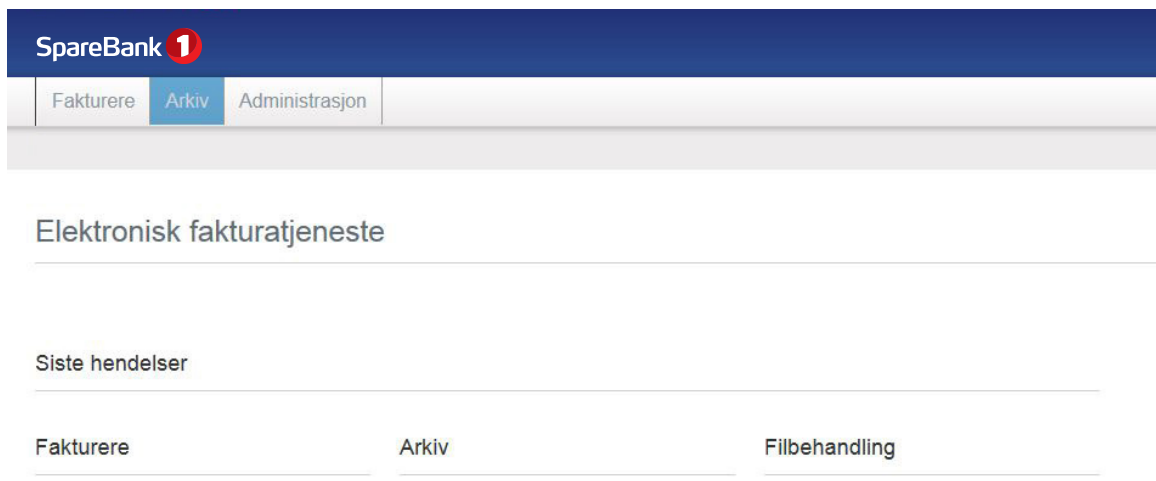 SpareBank 1
Fakturere Arkiv Administrasjon
Elektronisk fakturatjeneste
Siste hendelser
Fakturere Arkiv Filbehandling